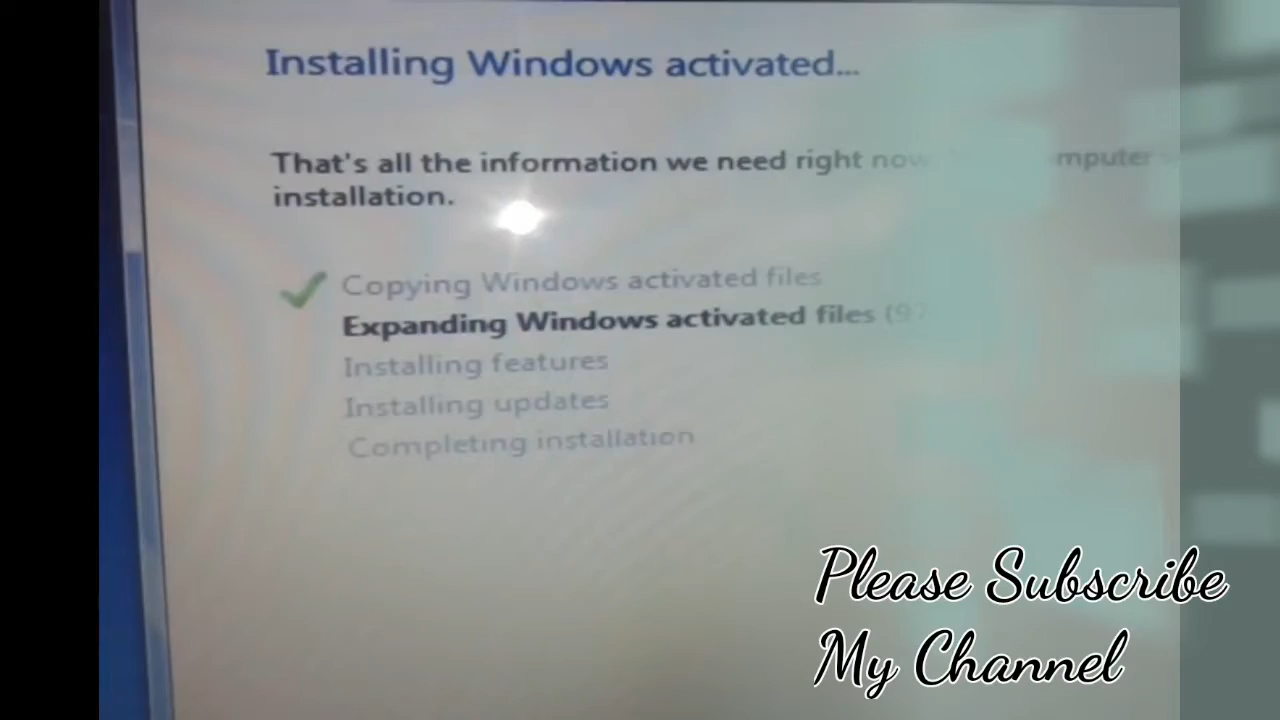 Installing Windows activated...
That's all the information we need right now
installation.
Copying Windows activated files
Expanding Windows activated files
Installing features
Installing updates
Completing installation
Please Subscribe
My Channel